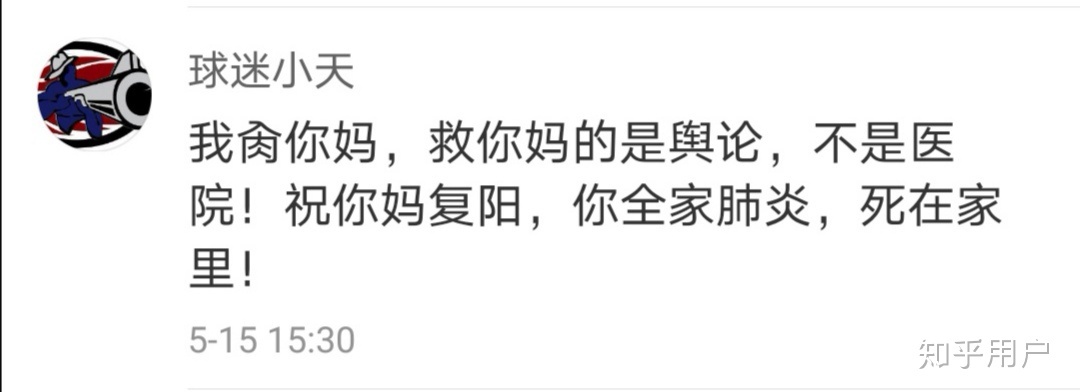 球迷小天
我肏你妈，救你妈的是舆论，不是医
院！祝你妈复阳，你全家肺炎，死在家
里！
5-15 15:30
知乎用户